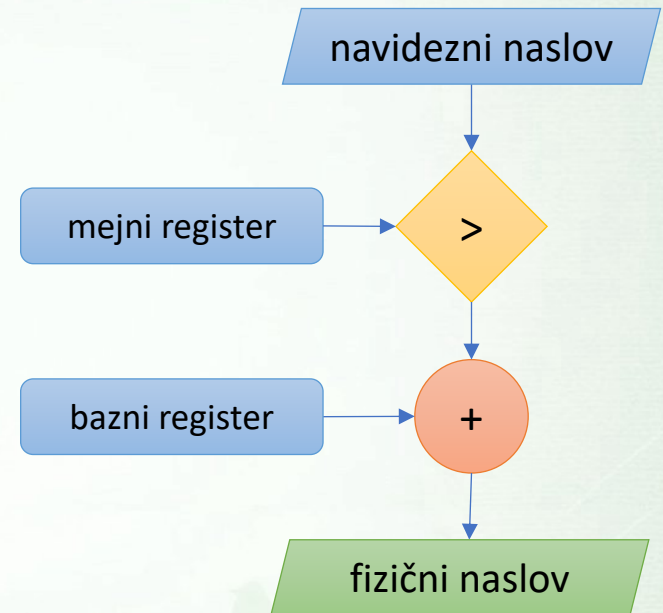 navidezni naslov
mejni register
>
bazni register
+
fizični naslov